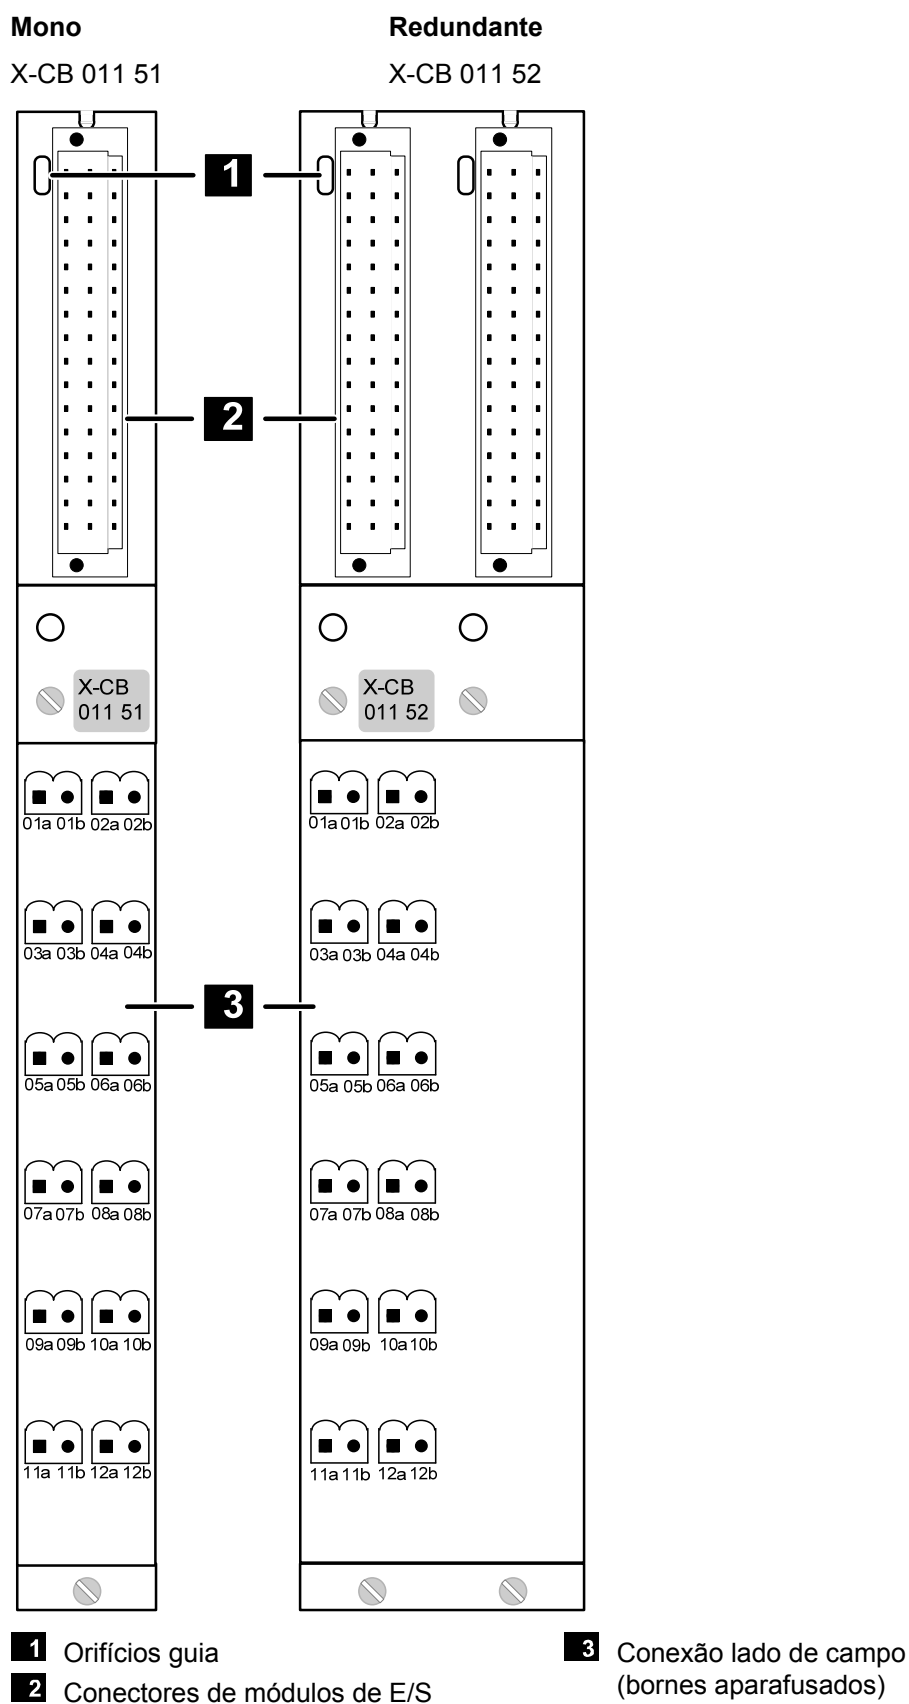 Mono
Redundante
X-CB 011 51
X-CB 011 52
1
2
X-CB
011 51
X-CB
011 52
01a 01b 02a 02b
01a 01b 02a 02b
03a 03b 04a 04b
03a 03b 04a 04b
3
05a 05b 06a 06b
05a 05b 06a 06b
07a 07b 08a 08b
07a 07b 08a 08b
09a 09b 10a 10b
09a 09b 10a 10b
11a 11b 12a 12b
11a 11b 12a 12b
1 Orifícios guia
2 Conectores de módulos de E/S
3 Conexão lado de campo
(bornes aparafusados)